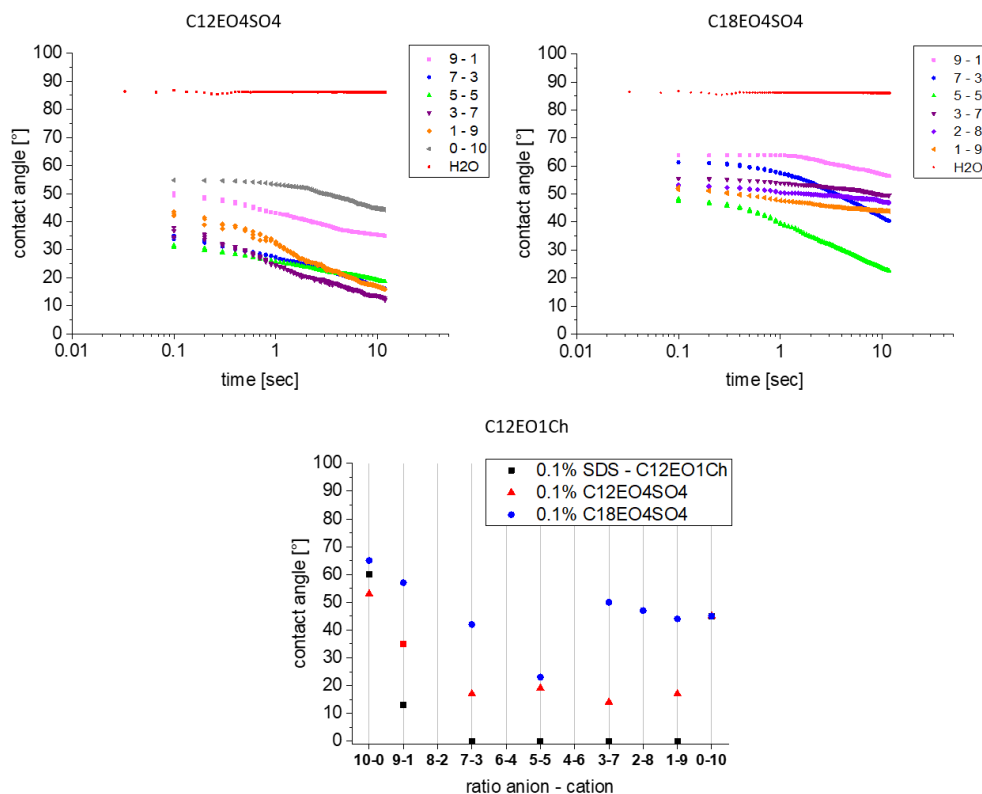 C12EO4SO4
100
90
80
70
60
50
40
30
20
10
0
contact angle [°]
0.01
0.1
1
10
time [sec]
9 - 1
7 - 3
5 - 5
3 - 7
1 - 9
0 - 10
H2O
C18EO4SO4
100
90
80
70
60
50
40
30
20
10
0
contact angle [°]
0.01
0.1
1
10
time [sec]
9 - 1
7 - 3
5 - 5
3 - 7
2 - 8
1 - 9
H2O
C12EO1Ch
100
90
80
70
60
50
40
30
20
10
0
contact angle [°]
0.1% SDS - C12EO1Ch
0.1% C12EO4SO4
0.1% C18EO4SO4
10-0 9-1 8-2 7-3 6-4 5-5 4-6 3-7 2-8 1-9 0-10
ratio anion - cation